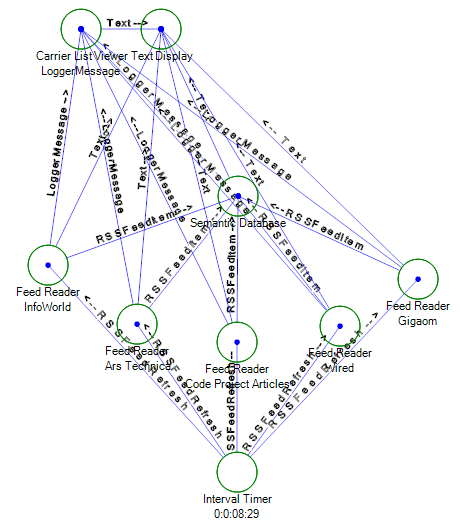 Text -->
Carrier List Viewer
LoggerMessage
Text Display
LoggerMessage -->
Text -->
<--LoggerMessage
Text -->
<--LoggerMessage
<-- Text
<-- LoggerMessage
<-- Text
<--LoggerMessage
<-- Text
RSSFeedItem -->
Semantic Database
<--RSSFeedItem
RSSFeedItem -->
RSSFeedItem-->
<--RSSFeedItem
Feed Reader
InfoWorld
Feed Reader
Gigaom
Feed Reader
Ars Technica
Feed Reader
Code Project Articles
Feed Reader
Wired
<--RSSFeedRefresh
<--RSSFeedRefresh
RSSFeedRefresh-->
RSSFeedRefresh -->
Interval Timer
0:0:08:29